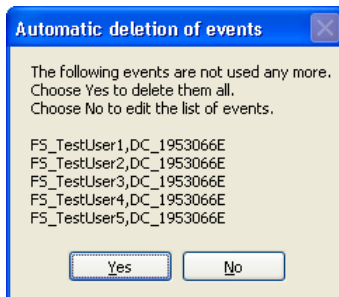 Automatic deletion of events
The following events are not used any more.
Choose Yes to delete them all.
Choose No to edit the list of events.
FS_TestUser1,DC_1953066E
FS_TestUser2,DC_1953066E
FS_TestUser3,DC_1953066E
FS_TestUser4,DC_1953066E
FS_TestUser5,DC_1953066E
Yes No